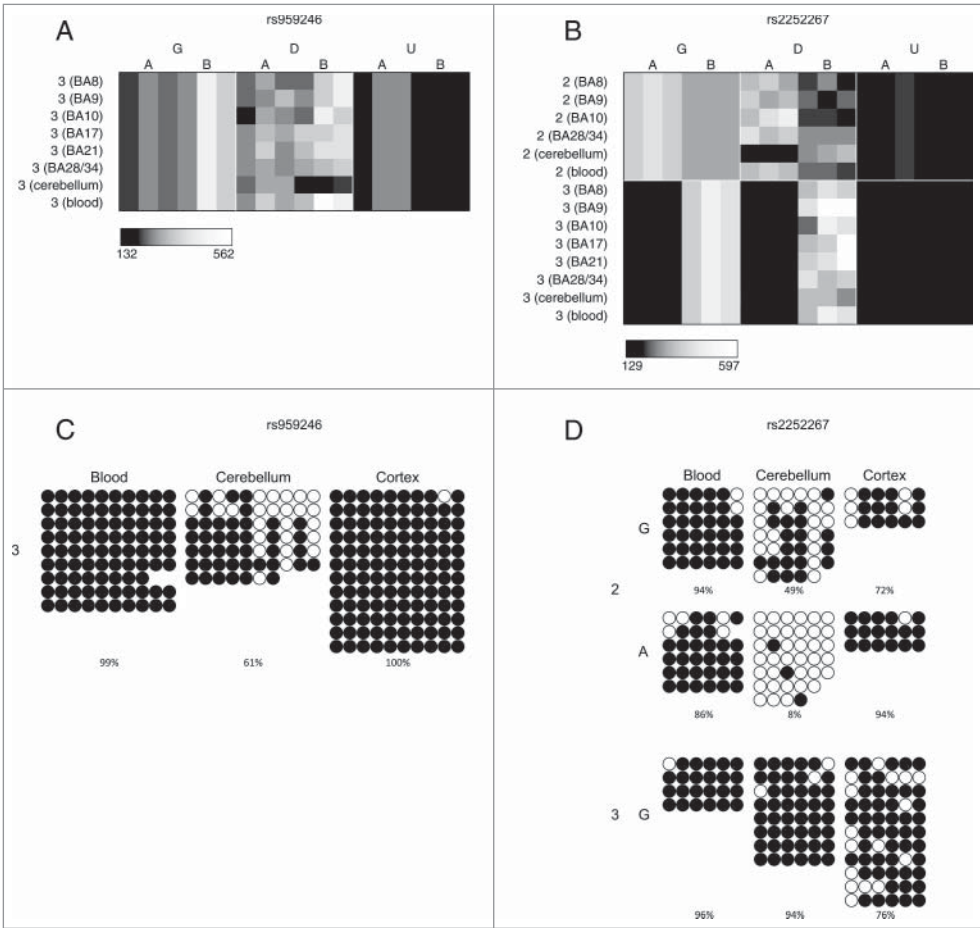 A
rs959246
G D U
A B A B A B
3 (BA8)
3 (BA9)
3 (BA10)
3 (BA17)
3 (BA21)
3 (BA28/34)
3 (cerebellum)
3 (blood)
132 562
B
rs2252267
G D U
A B A B A B
2 (BA8)
2 (BA9)
2 (BA10)
2 (BA28/34)
2 (cerebellum)
2 (blood)
3 (BA8)
3 (BA9)
3 (BA10)
3 (BA17)
3 (BA21)
3 (BA28/34)
3 (cerebellum)
3 (blood)
129 597
C
rs959246
Blood Cerebellum Cortex
3
99% 61% 100%
D
rs2252267
Blood Cerebellum Cortex
G
94% 49% 72%
2
A
86% 8% 94%
3 G
96% 94% 76%